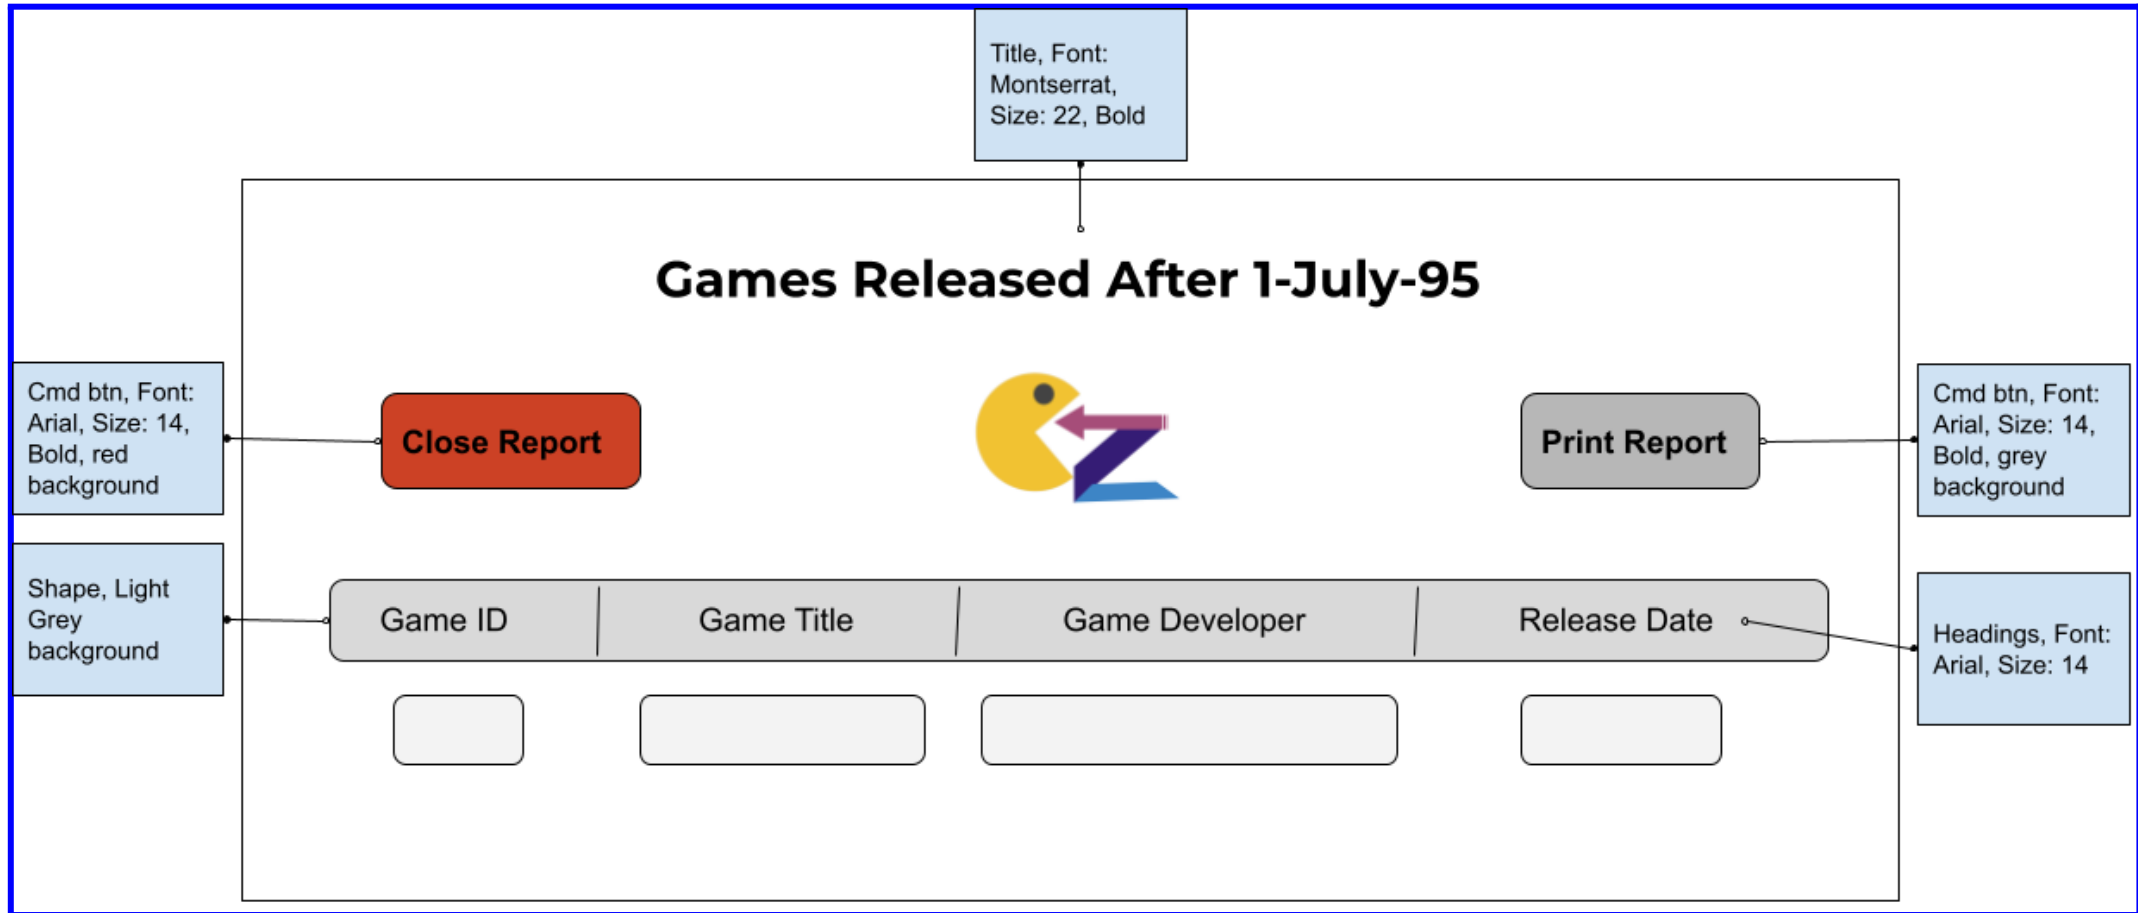 Title, Font:
Montserrat,
Size: 22, Bold
Games Released After 1-July-95
Cmd btn, Font:
Arial, Size: 14,
Bold, red
background
Close Report
Print Report
Cmd btn, Font:
Arial, Size: 14,
Bold, grey
background
Shape, Light
Grey
background
Game ID
Game Title
Game Developer
Release Date
Headings, Font:
Arial, Size: 14